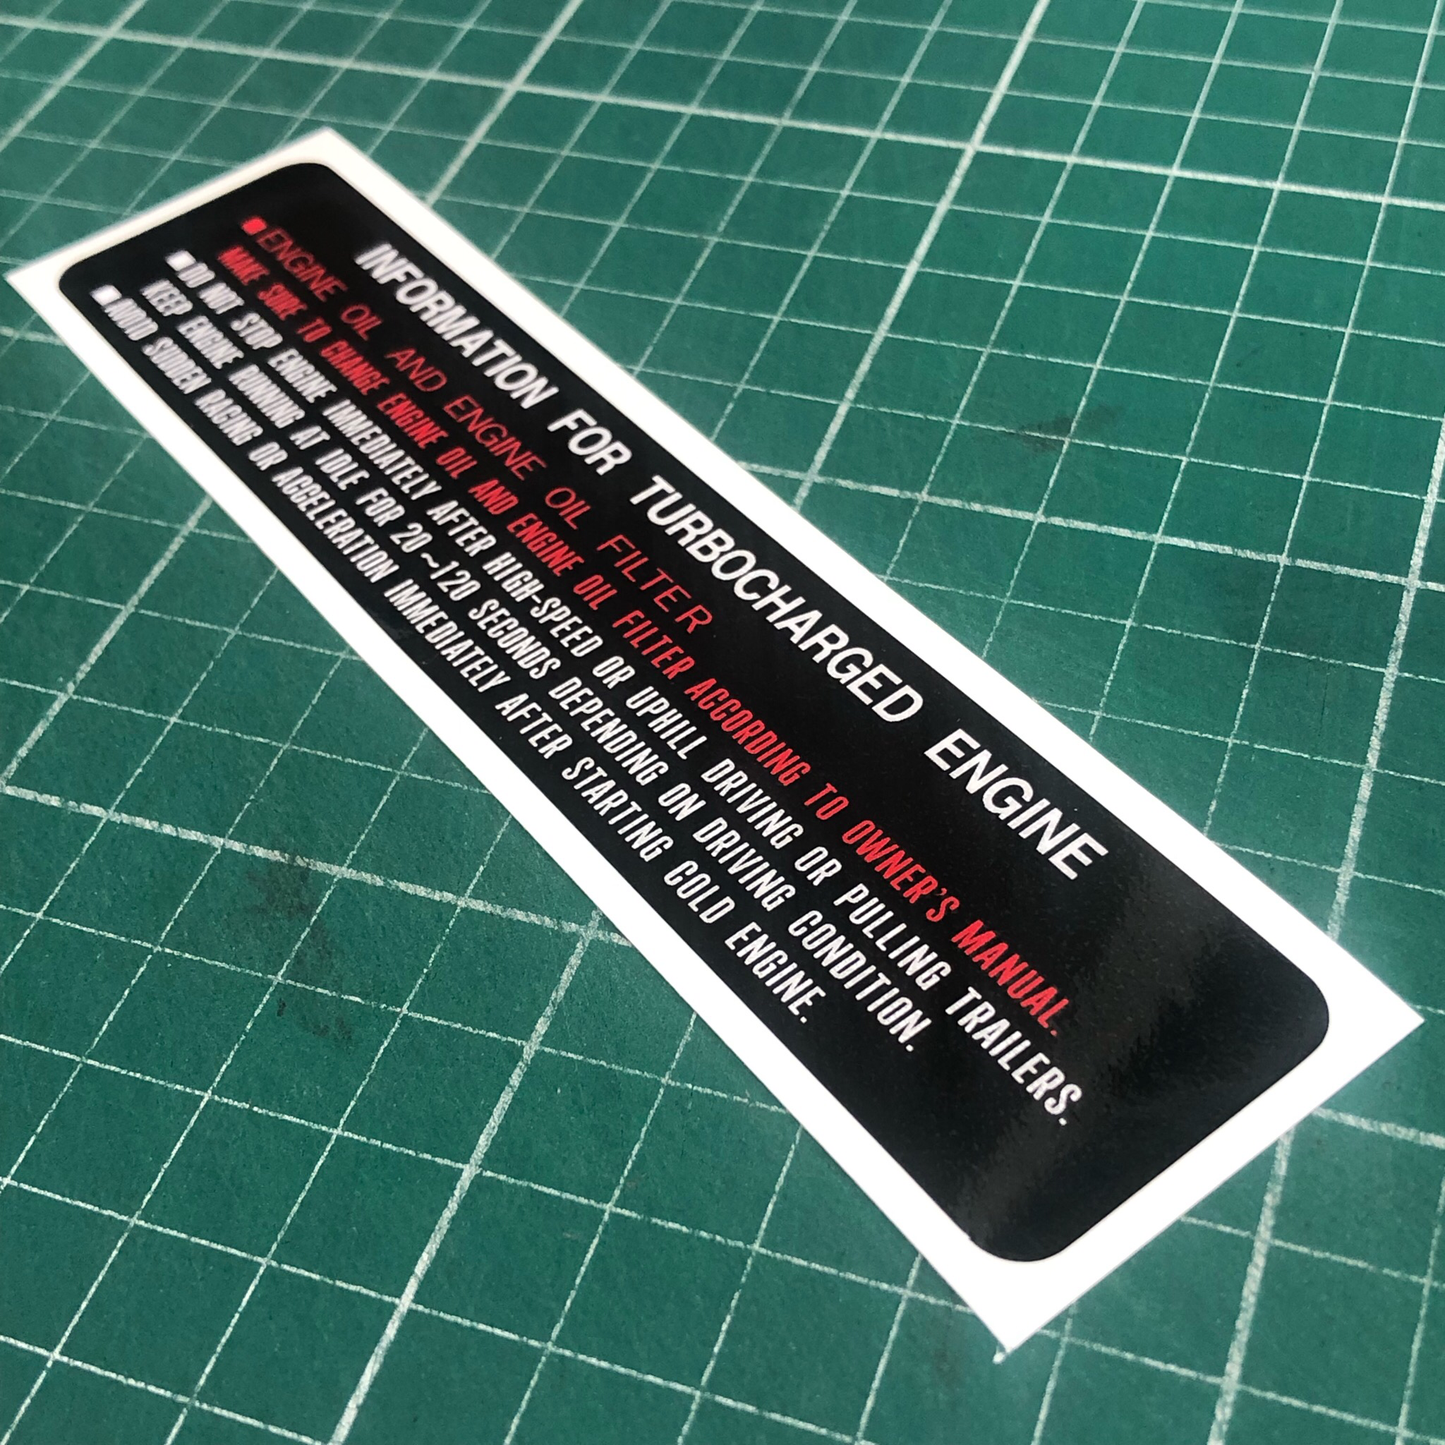 INFORMATION FOR TURBOCHARGED ENGINE
■ENGINE OIL AND ENGINE OIL FILTER
MAKE SURE TO CHANGE ENGINE OIL AND ENGINE OIL FILTER ACCORDING TO OWNER'S MANUAL.
■DO NOT STOP ENGINE IMMEDIATELY AFTER HIGH-SPEED OR UPHILL DRIVING OR PULLING TRAILERS.
KEEP ENGINE RUNNING AT IDLE FOR 20~120 SECONDS DEPENDING ON DRIVING CONDITION.
■AVOID SUDDEN RACING OR ACCELERATION IMMEDIATELY AFTER STARTING COLD ENGINE.